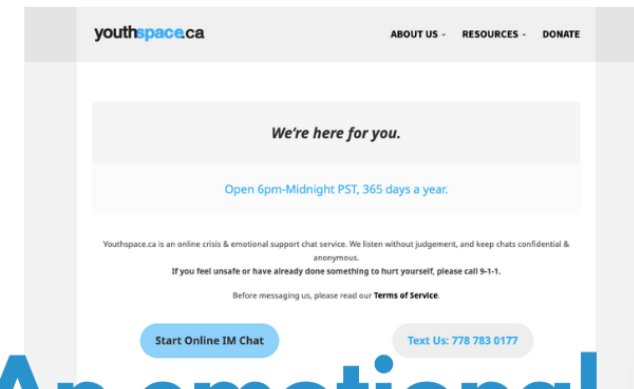 youthspace.ca
ABOUT US - RESOURCES - DONATE
We're here for you.
Open 6pm-Midnight PST, 365 days a year.
Youthspace.ca is an online crisis & emotional support chat service. We listen without judgement, and keep chats confidential &
anonymous.
If you feel unsafe or have already done something to hurt yourself, please call 9-1-1.
Before messaging us, please read our Terms of Service.
Start Online IM Chat
Text Us: 778 783 0177
An emotional